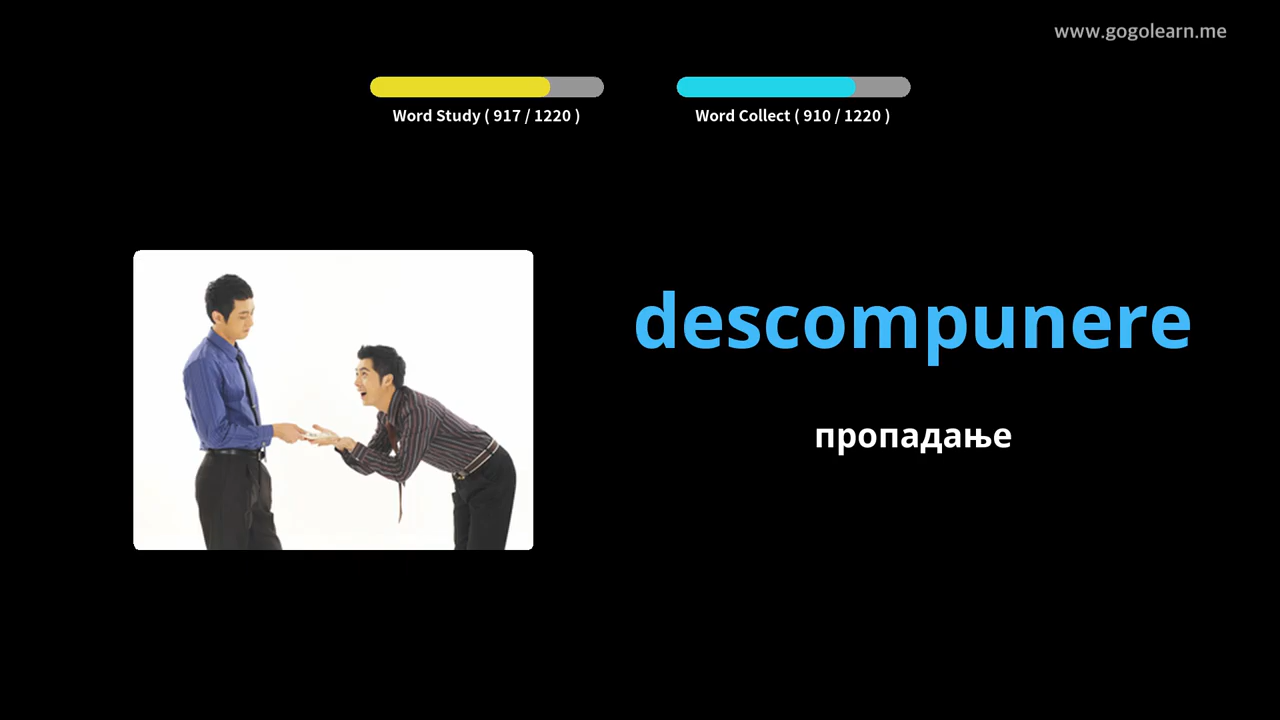 www.gogolearn.me
Word Study ( 917 / 1220 )
Word Collect ( 910 / 1220 )
descompunere
пропадање